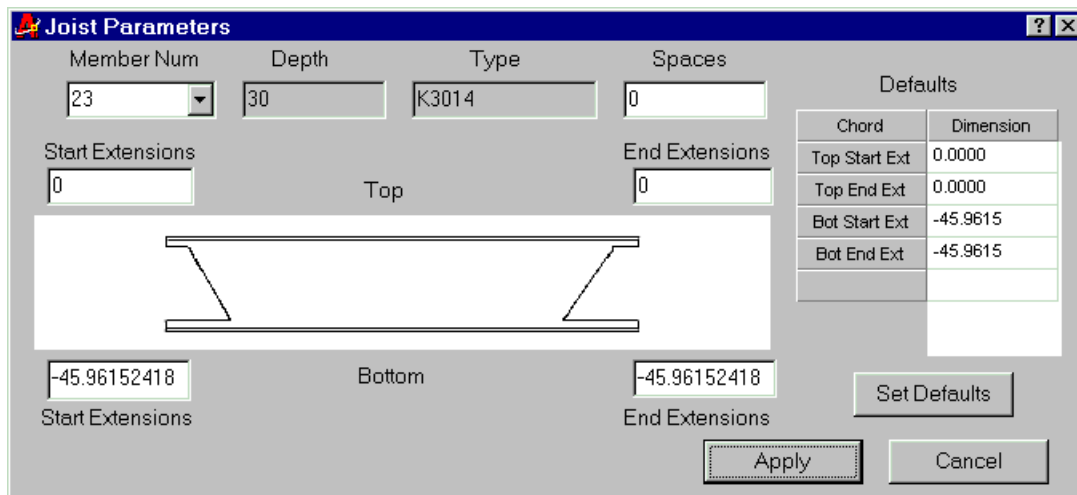 Joist Parameters
Member Num Depth Type Spaces
23 30 K3014 0
Defaults
Chord Dimension
Start Extensions End Extensions
Top Start Ext 0.0000
0 Top 0
Top End Ext 0.0000
Bot Start Ext -45.9615
Bot End Ext -45.9615
-45.96152418 Bottom -45.96152418
Start Extensions End Extensions
Set Defaults
Apply Cancel